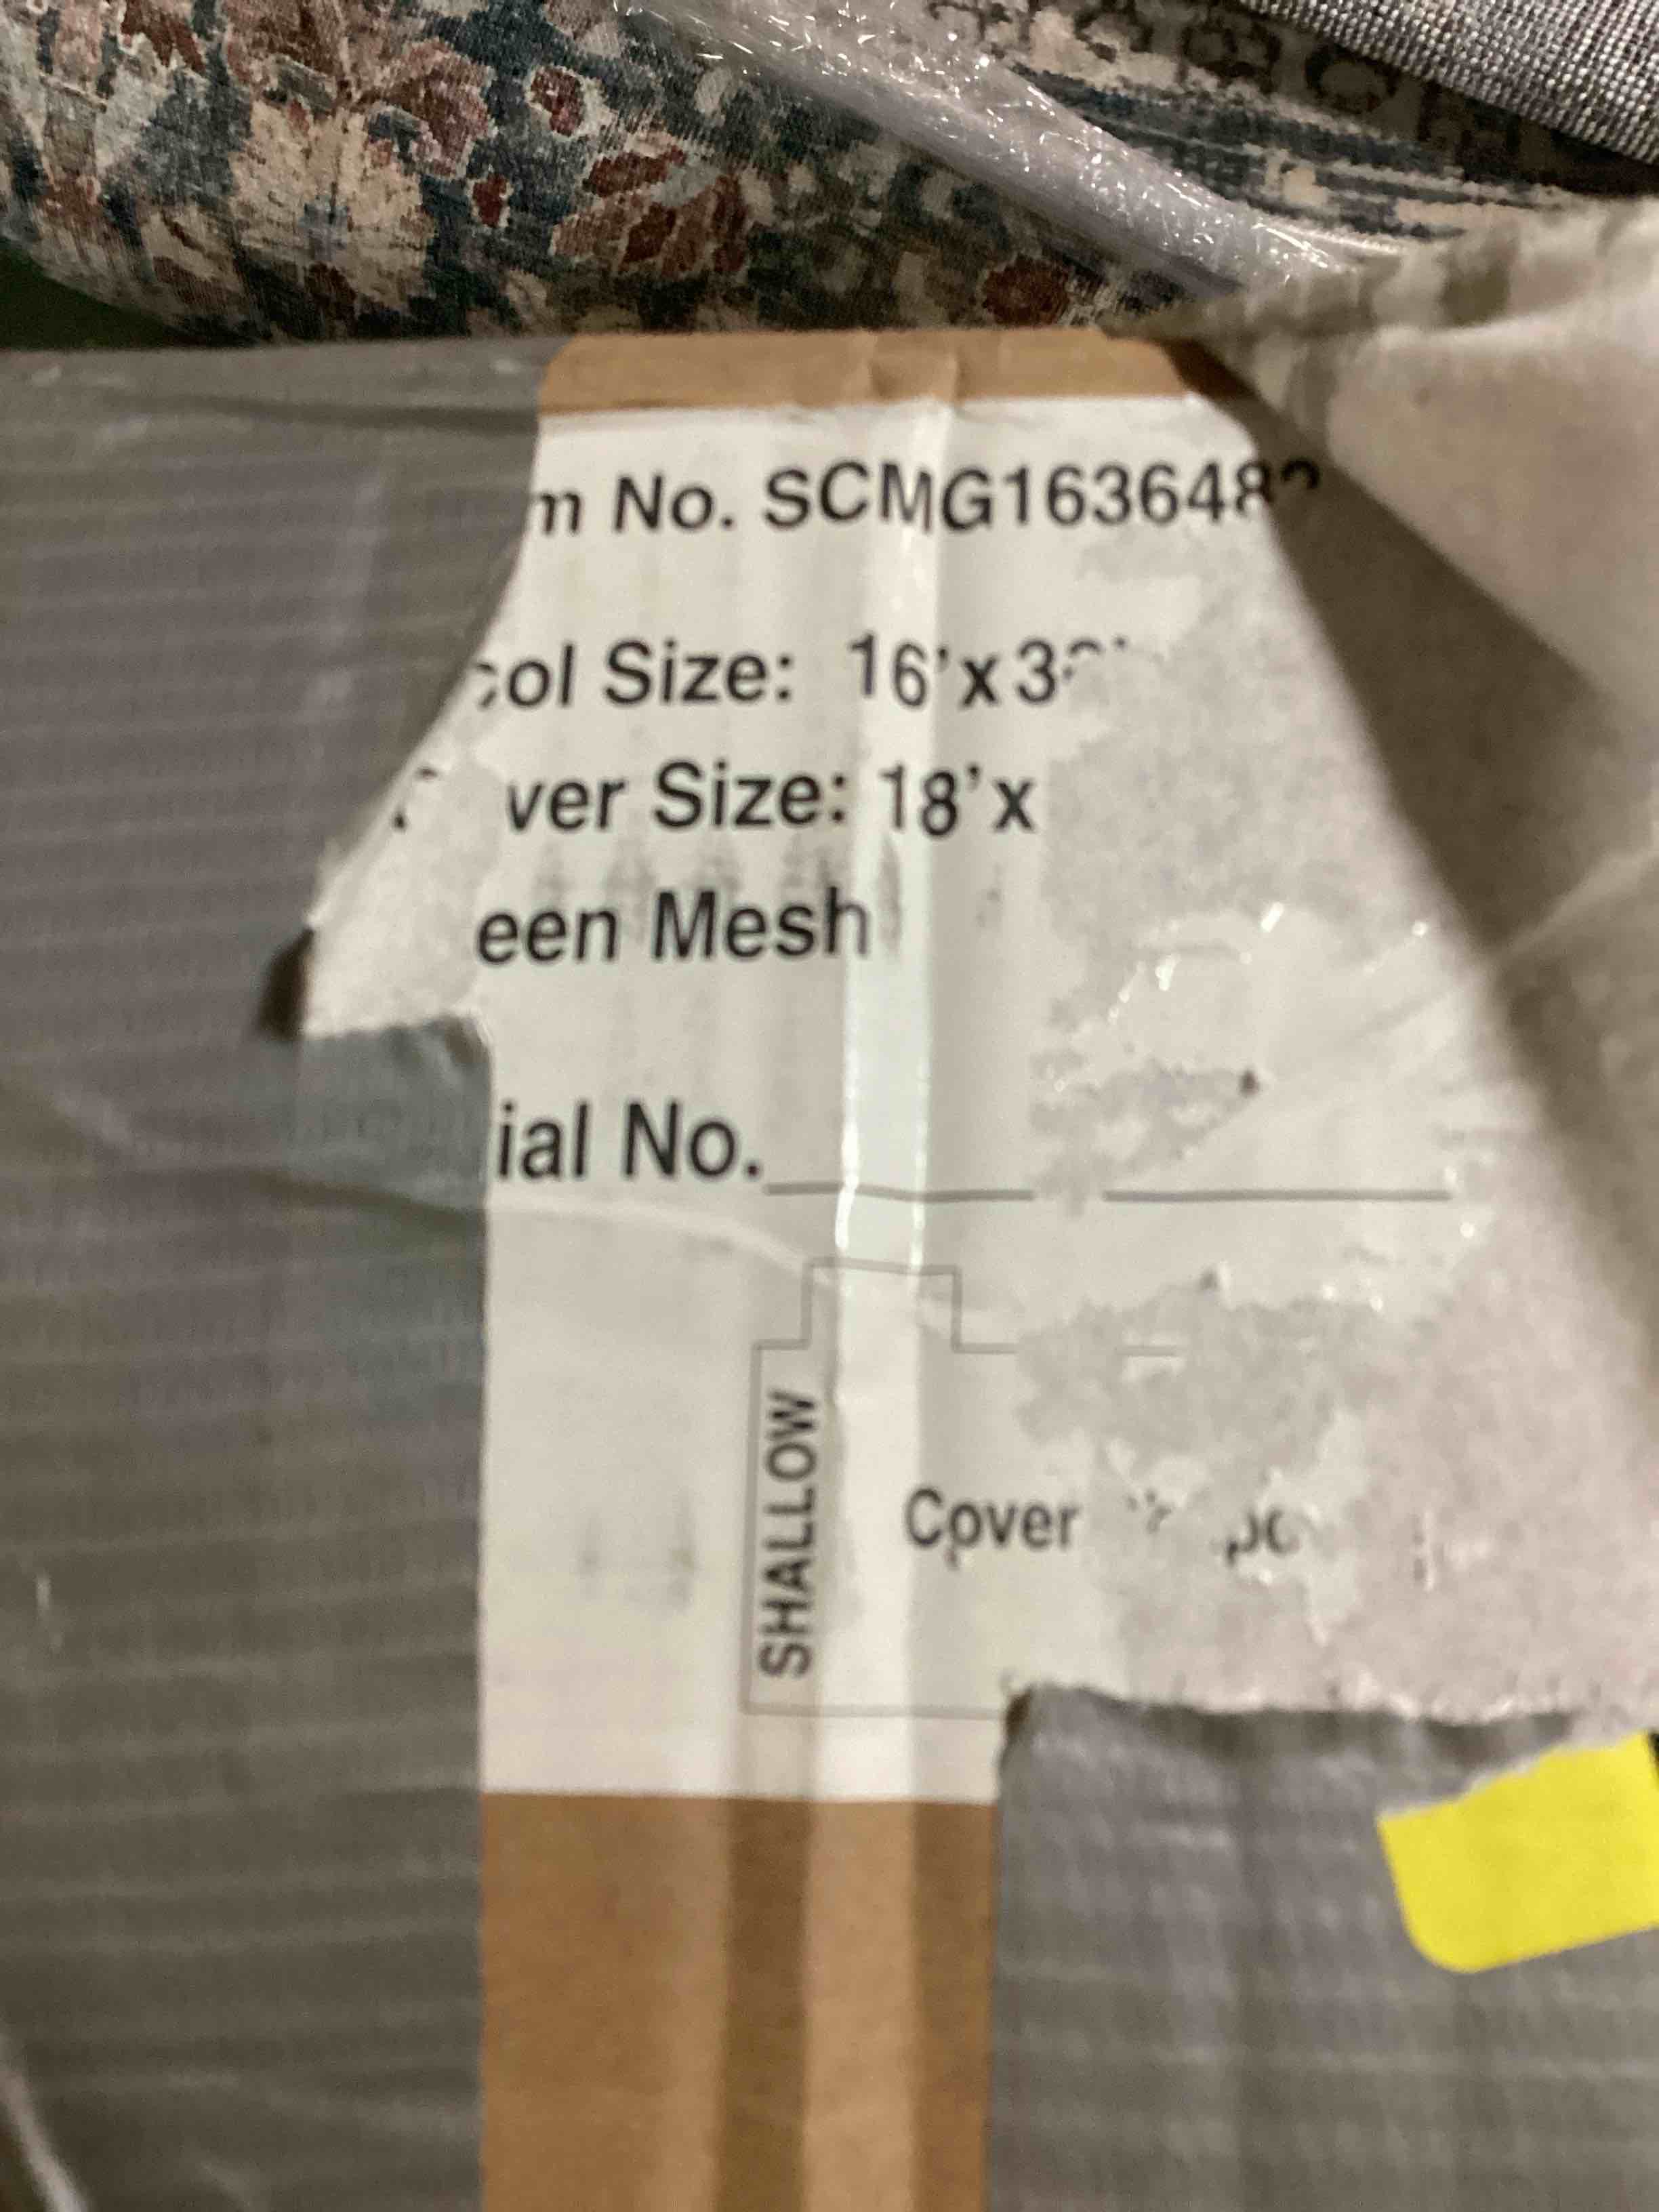 m No. SCMG163648
ol Size: 16'x3
ver Size: 18'x
een Mesh
ial No.
SHALLOW
Cover